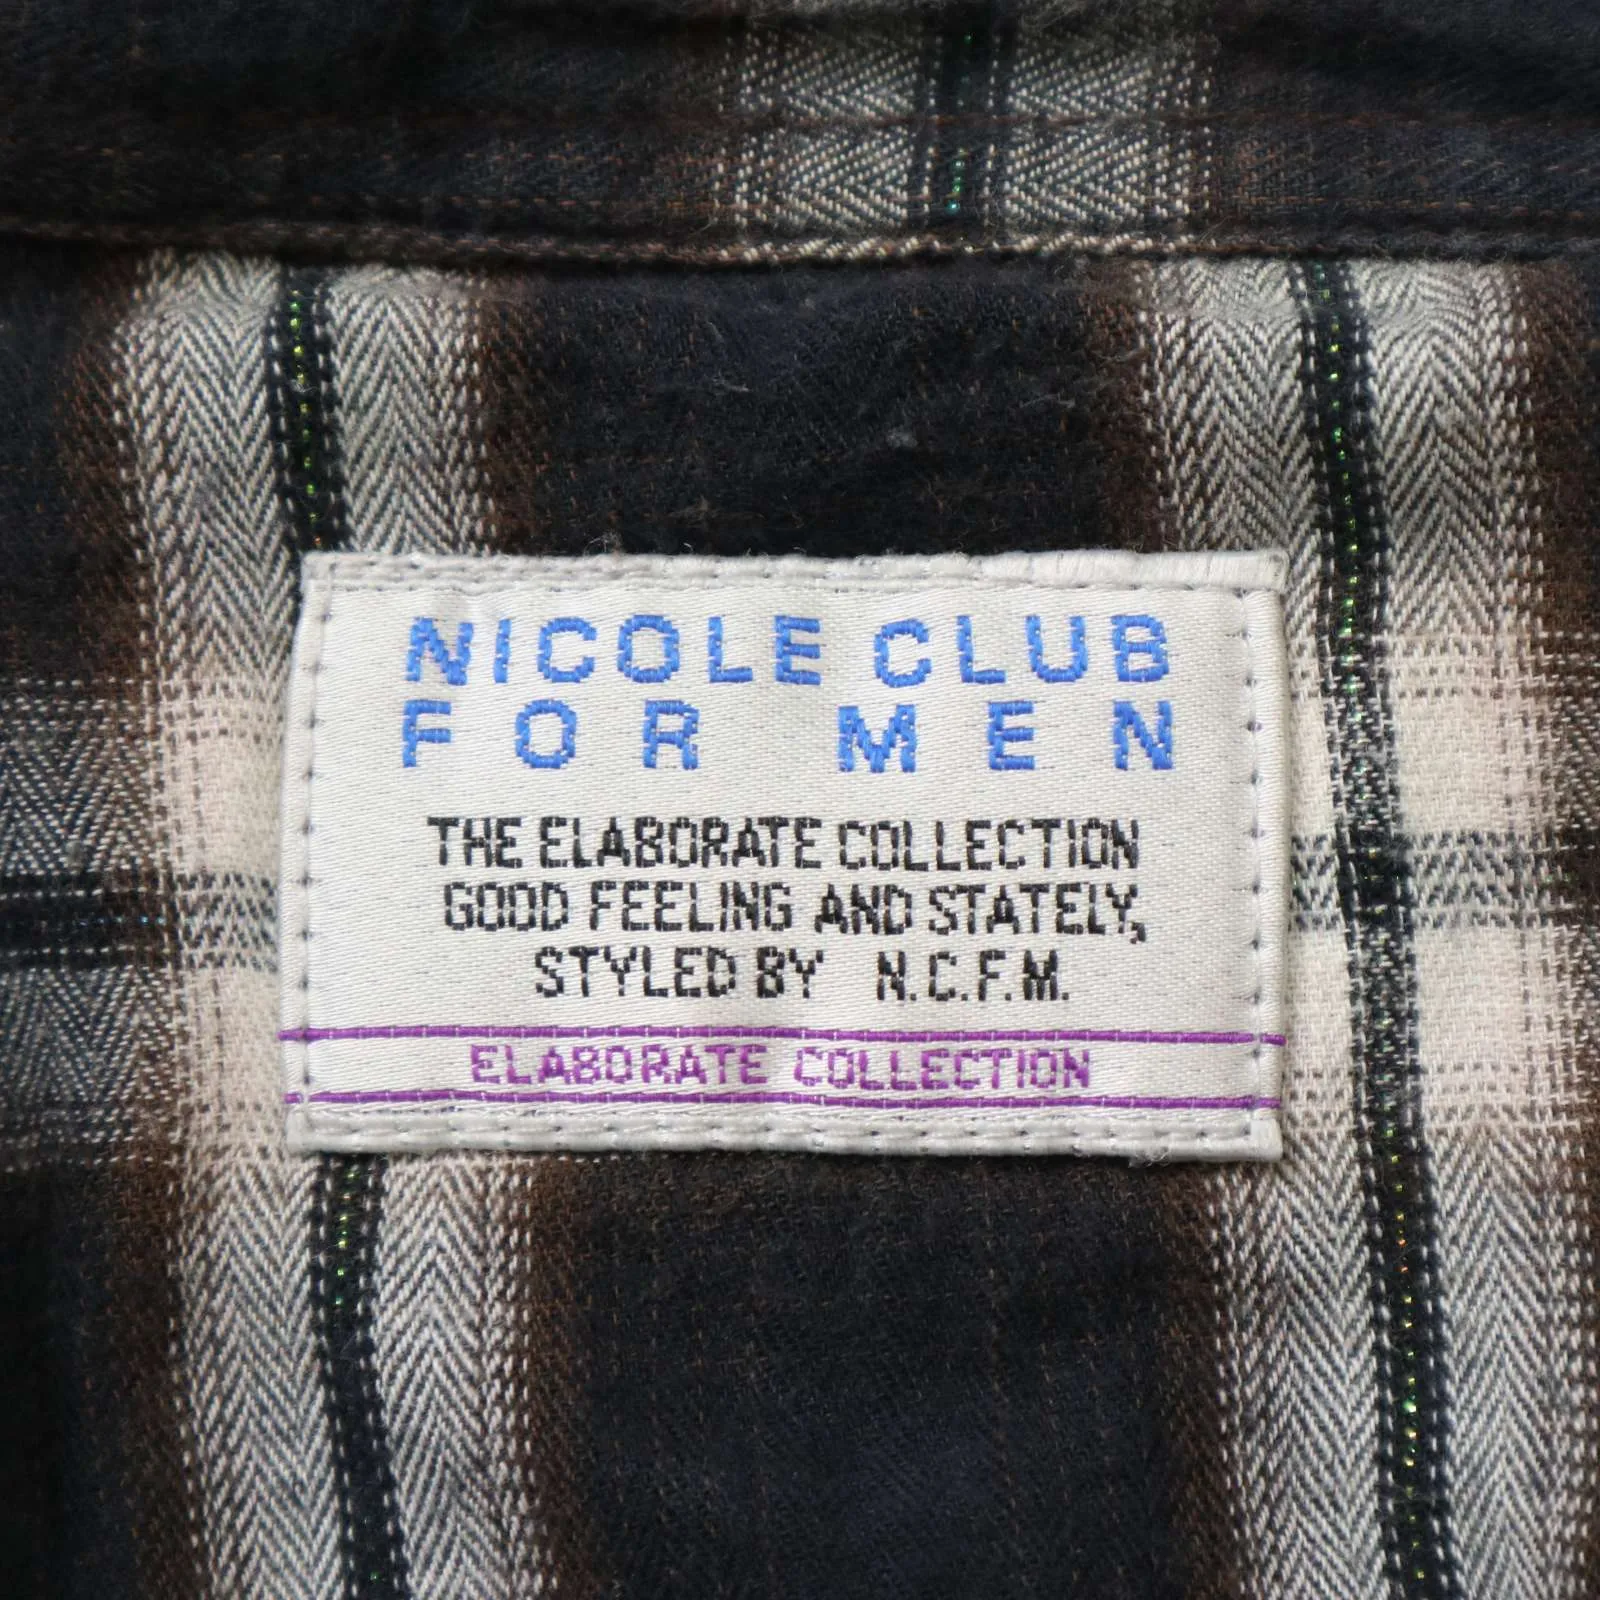 NICOLE CLUB
FOR MEN
THE ELABORATE COLLECTION
GOOD FEELING AND STATELY,
STYLED BY N.C.F.M.
ELABORATE COLLECTION